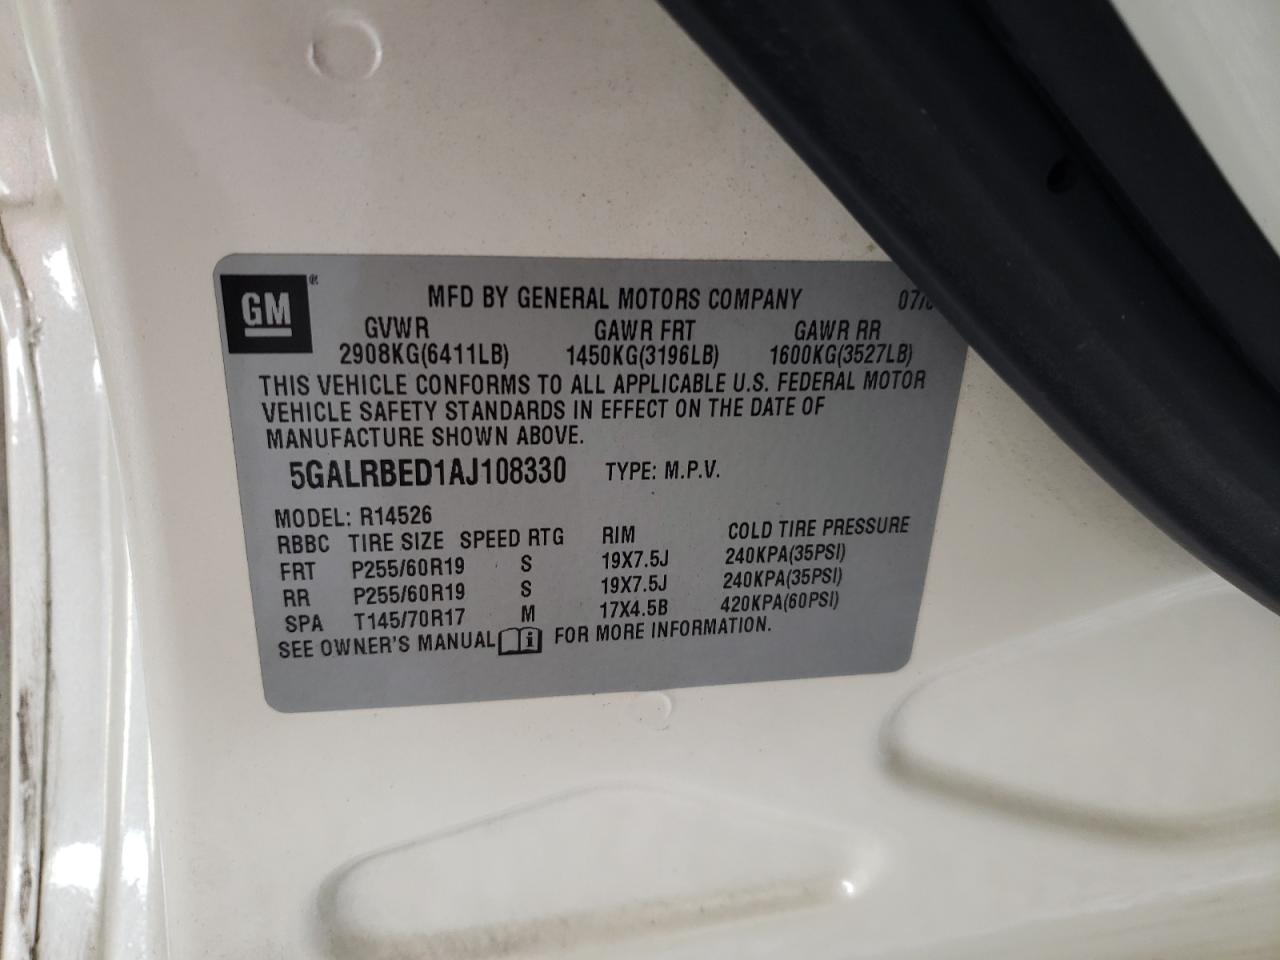 GM ®
MFD BY GENERAL MOTORS COMPANY 07/
GVWR GAWR FRT GAWR RR
2908KG(6411LB) 1450KG(3196LB) 1600KG(3527LB)
THIS VEHICLE CONFORMS TO ALL APPLICABLE U.S. FEDERAL MOTOR
VEHICLE SAFETY STANDARDS IN EFFECT ON THE DATE OF
MANUFACTURE SHOWN ABOVE.
5GALRBED1AJ108330 TYPE: M.P.V.
MODEL: R14526
RBBC TIRE SIZE SPEED RTG RIM COLD TIRE PRESSURE
FRT P255/60R19 S 19X7.5J 240KPA(35PSI)
RR P255/60R19 S 19X7.5J 240KPA(35PSI)
SPA T145/70R17 M 17X4.5B 420KPA(60PSI)
SEE OWNER'S MANUAL i FOR MORE INFORMATION.